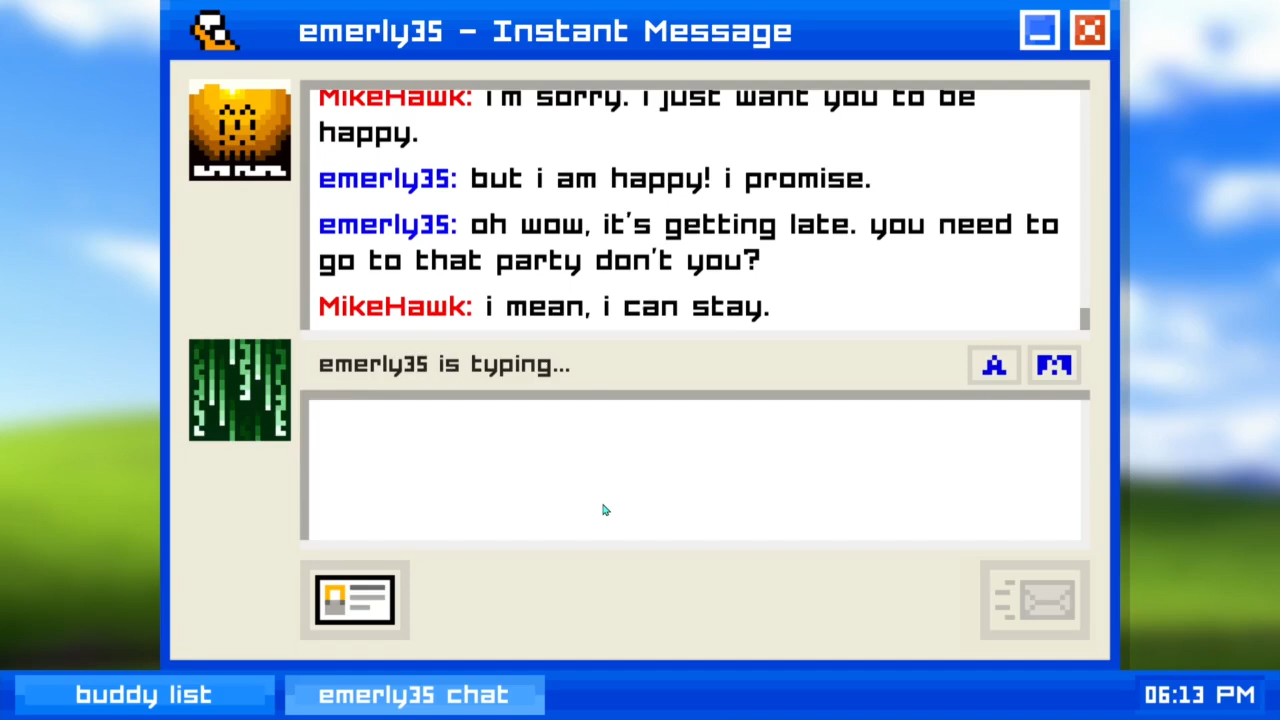 emerly35 - Instant Message
MikeHawk: i'm sorry. i just want you to be
happy.
emerly35: but i am happy! i promise.
emerly35: oh wow, it's getting late. you need to
go to that party don't you?
MikeHawk: i mean, i can stay.
emerly35 is typing...
A
buddy list
emerly35 chat
06:13 PM